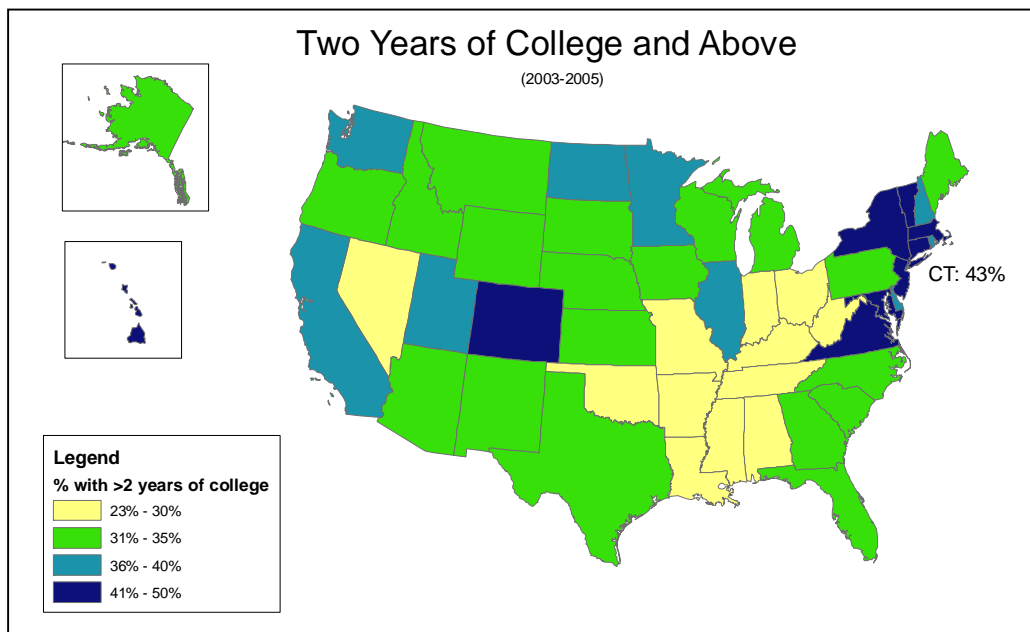 Two Years of College and Above
(2003-2005)
CT: 43%
Legend
% with >2 years of college
23% - 30%
31% - 35%
36% - 40%
41% - 50%